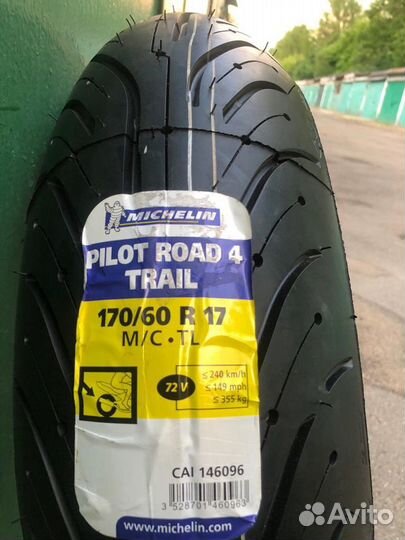 MICHELIN
PILOT ROAD 4
TRAIL
170/60 R 17
M/C · TL
72V
≤ 240 km/h
≤ 149 mph
≤ 355 kg
CAI 146096
3 528701 460963
www.michelin.com
Avito